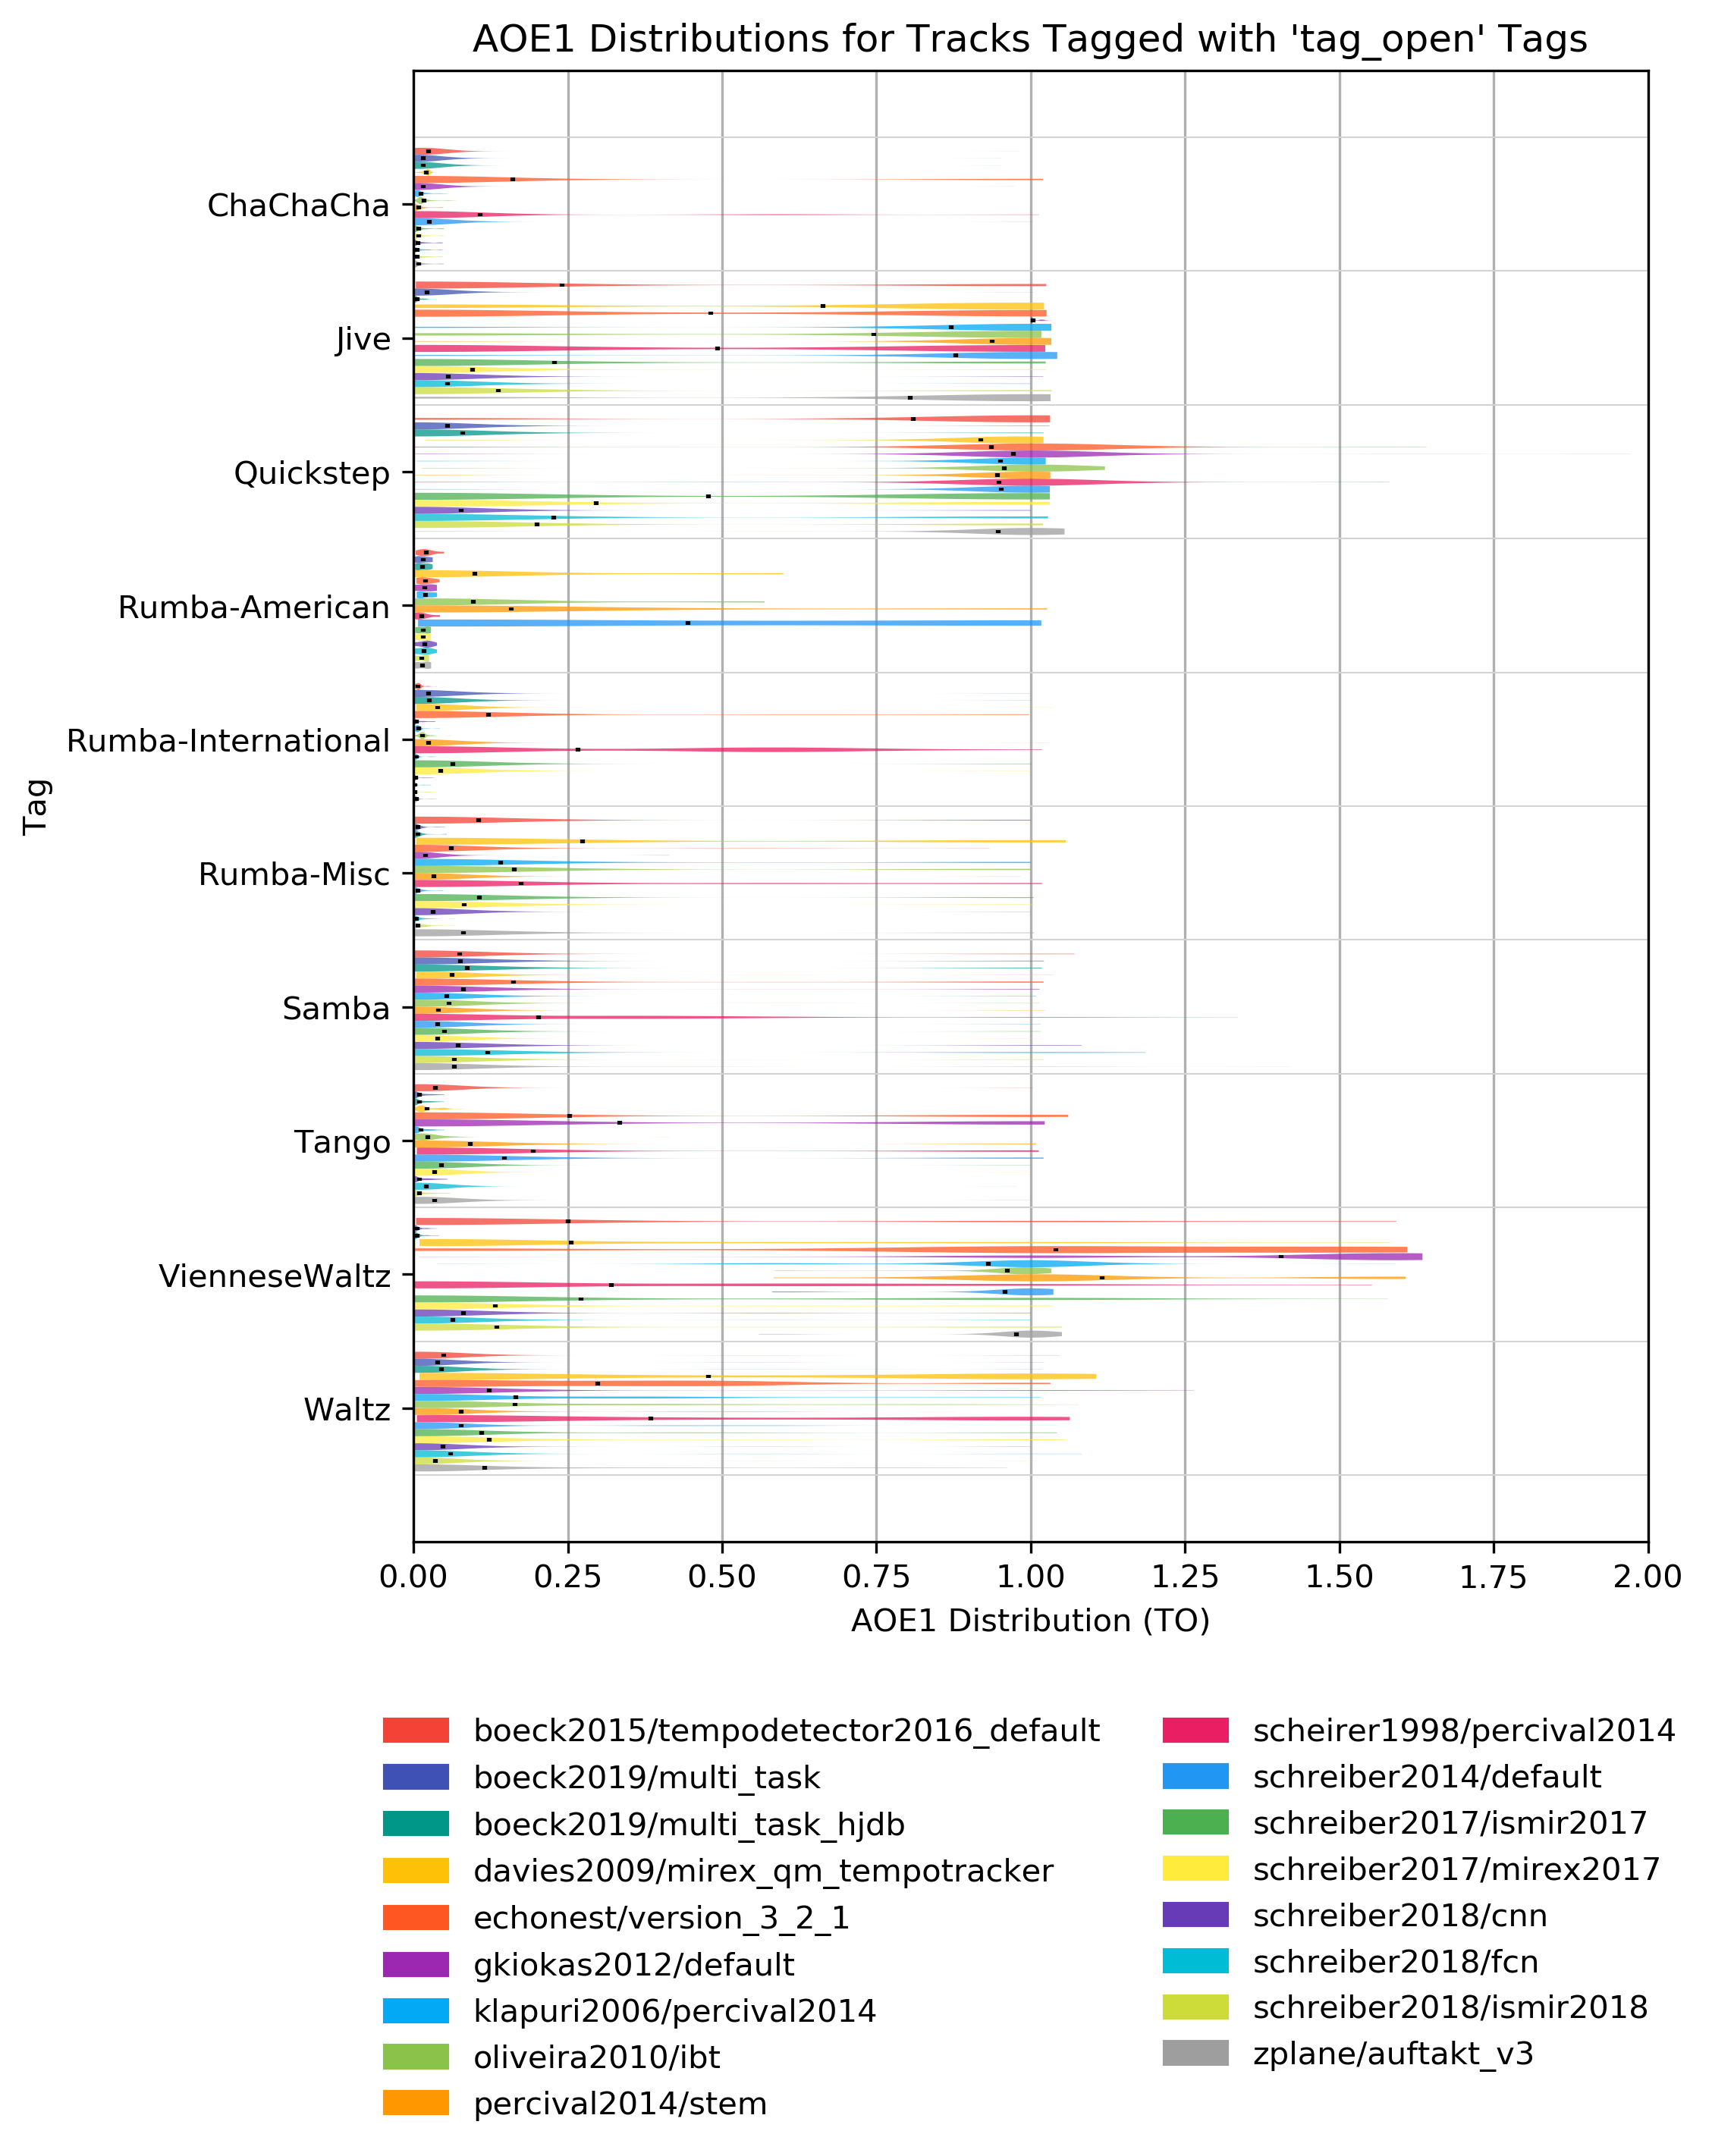 AOE1 Distributions for Tracks Tagged with 'tag_open' Tags
ChaChaCha
Jive
Quickstep
Rumba-American
Rumba-International
Rumba-Misc
Samba
Tango
VienneseWaltz
Waltz
Tag
0.00 0.25 0.50 0.75 1.00 1.25 1.50 1.75 2.00
AOE1 Distribution (TO)
boeck2015/tempodetector2016_default
boeck2019/multi_task
boeck2019/multi_task_hjdb
davies2009/mirex_qm_tempotracker
echonest/version_3_2_1
gkiokas2012/default
klapuri2006/percival2014
oliveira2010/ibt
percival2014/stem
scheirer1998/percival2014
schreiber2014/default
schreiber2017/ismir2017
schreiber2017/mirex2017
schreiber2018/cnn
schreiber2018/fcn
schreiber2018/ismir2018
zplane/auftakt_v3